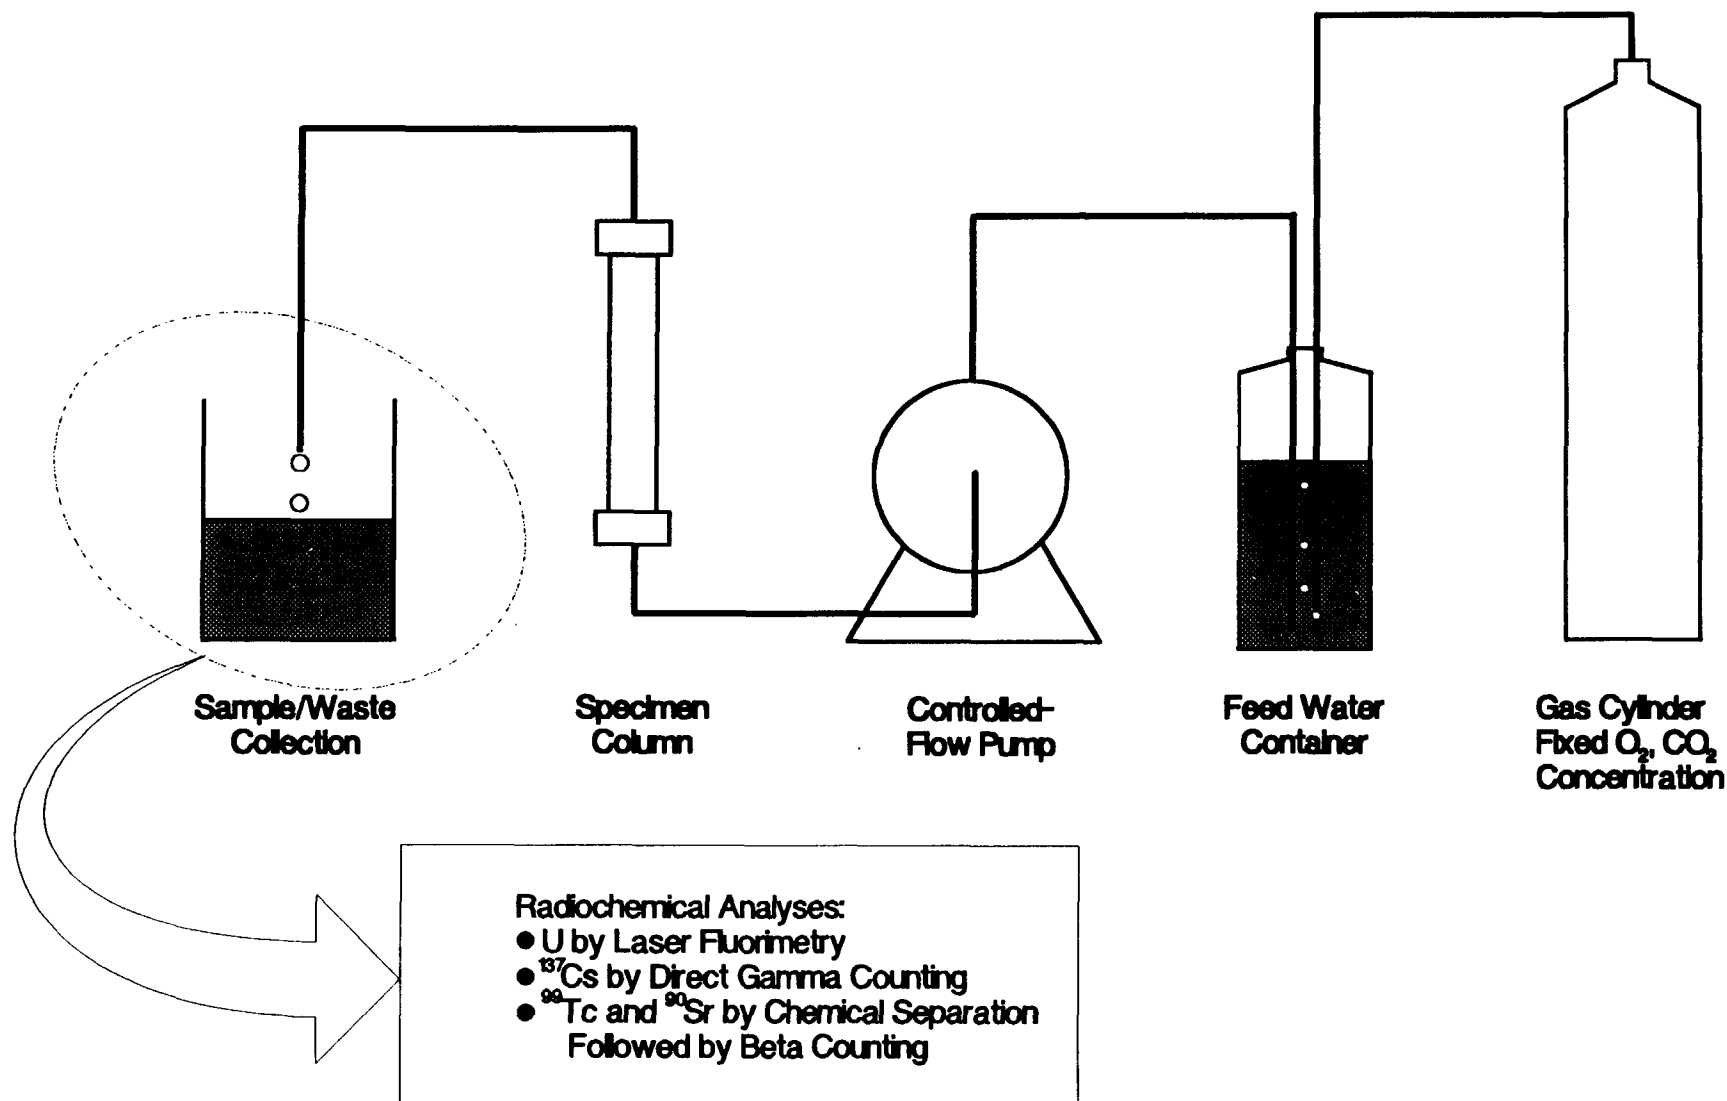 Sample/Waste
Collection
Specimen
Column
Controlled-
Flow Pump
Feed Water
Container
Gas Cylinder
Fixed O₂, CO₂
Concentration
Radiochemical Analyses:
● U by Laser Fluorimetry
● ¹³⁷Cs by Direct Gamma Counting
● ⁹⁹Tc and ⁹⁰Sr by Chemical Separation
Followed by Beta Counting